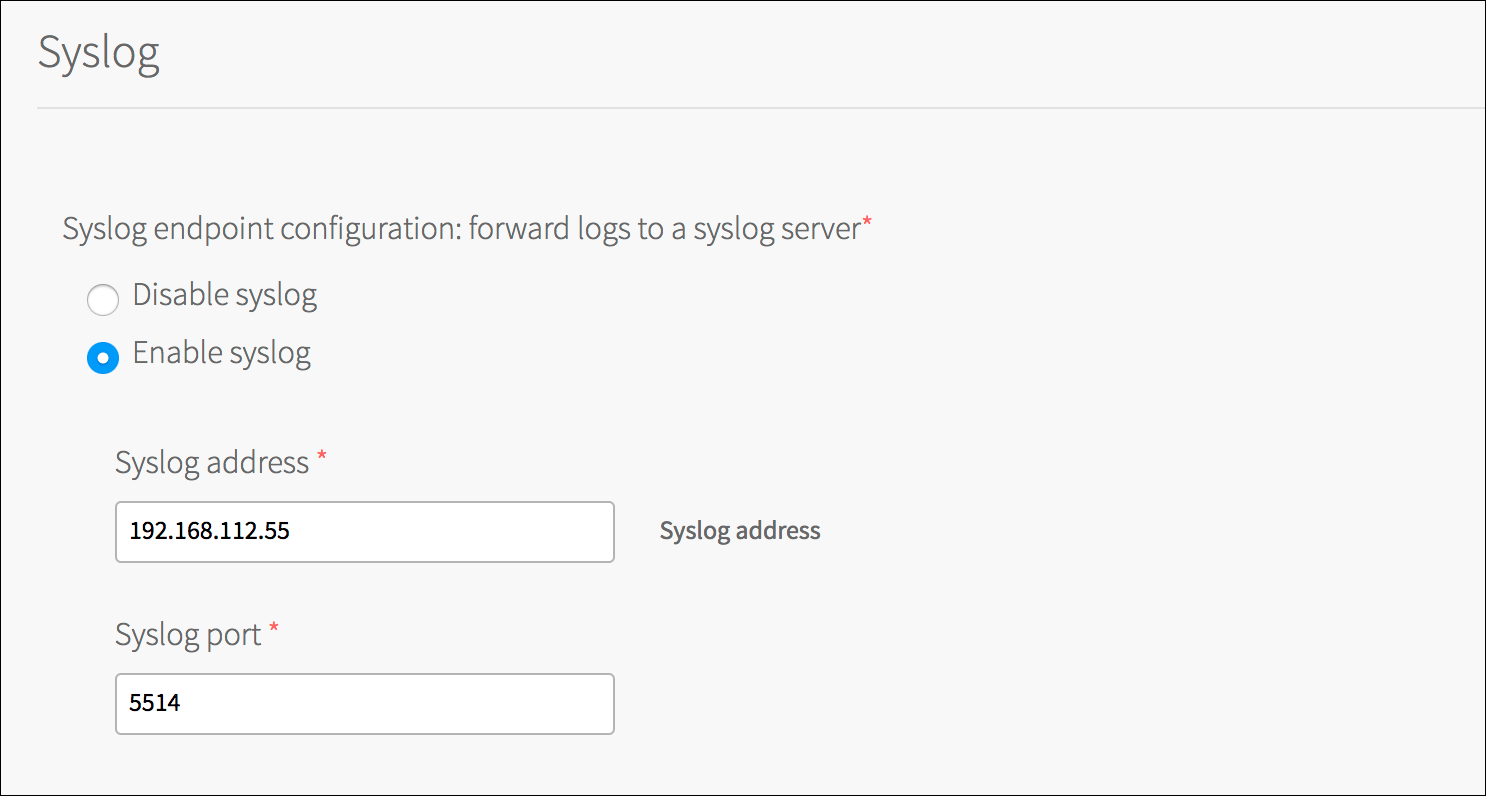 Syslog
Syslog endpoint configuration: forward logs to a syslog server*
Disable syslog
Enable syslog
Syslog address *
192.168.112.55
Syslog address
Syslog port *
5514